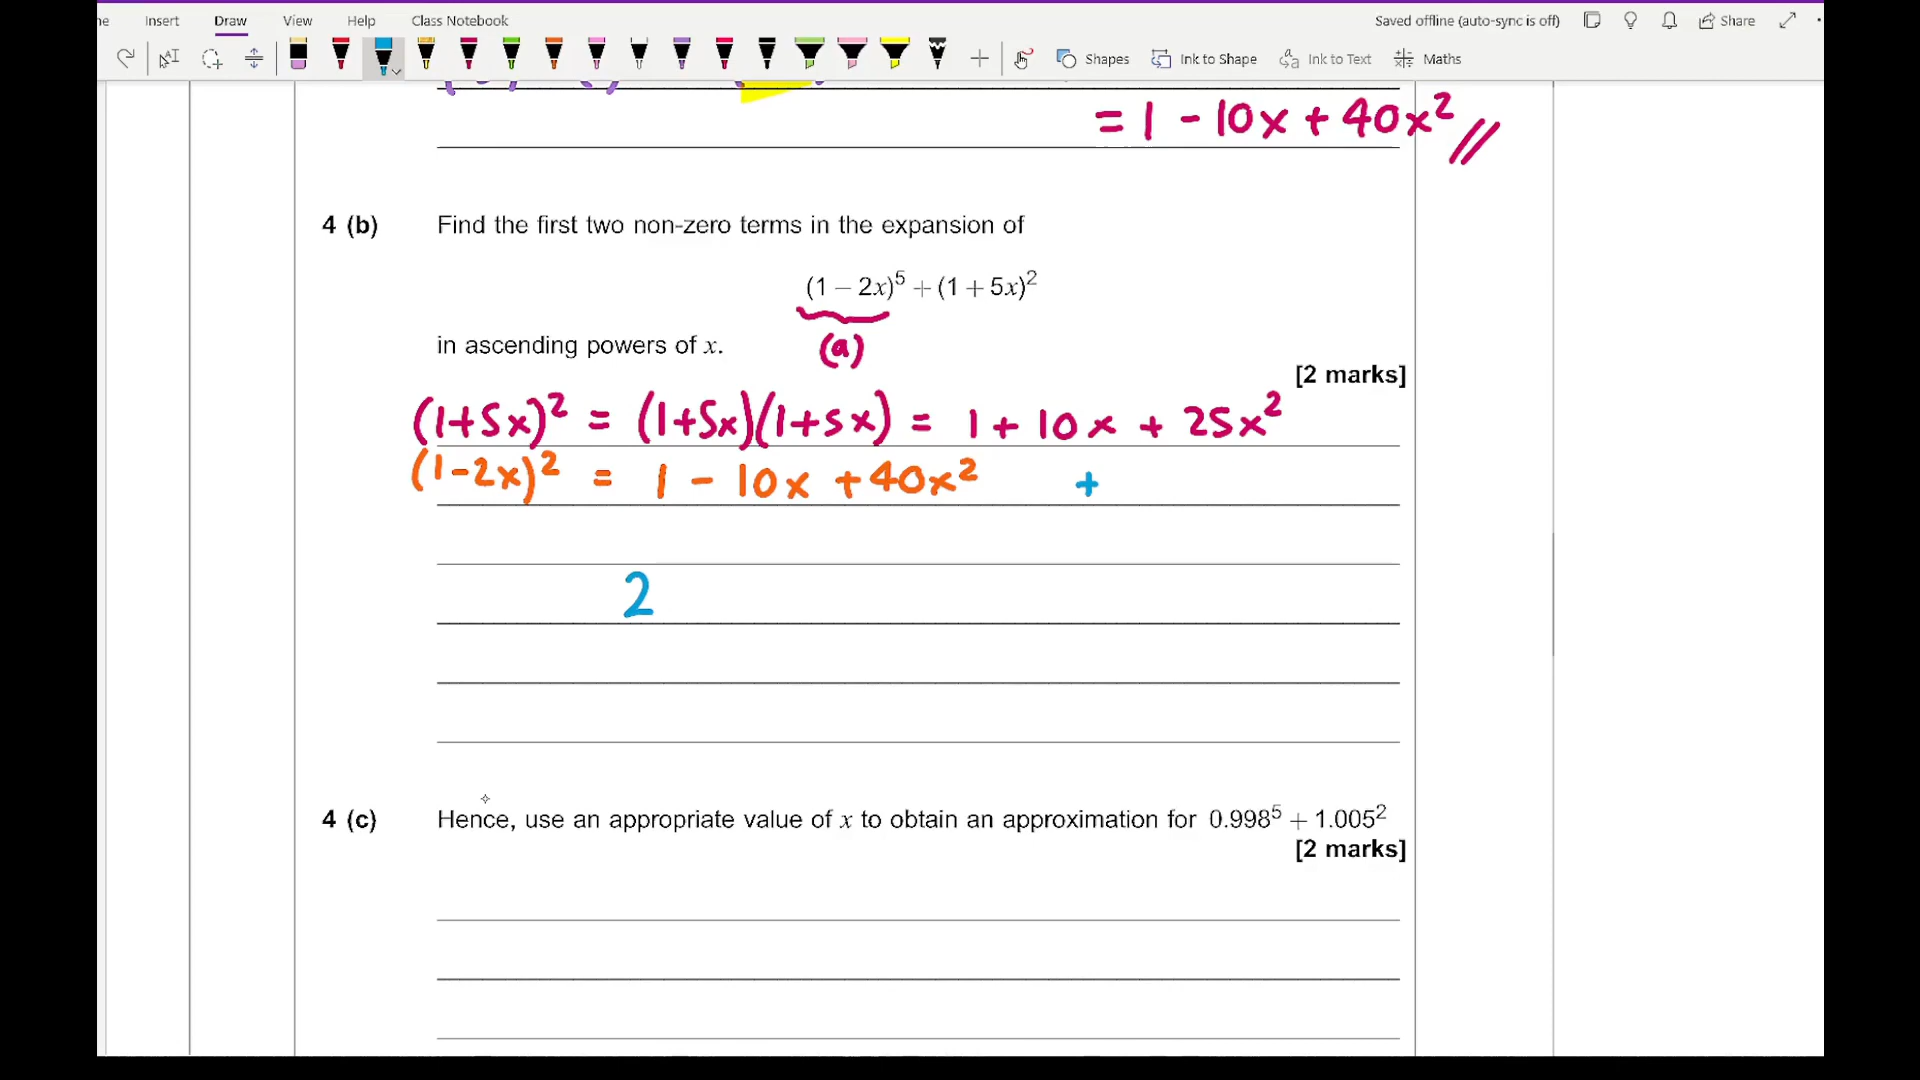 Insert Draw View Help Class Notebook Saved offline (auto-sync is off) Share
Shapes Ink to Shape Ink to Text Maths
= 1 - 10x + 40x²//
4 (b) Find the first two non-zero terms in the expansion of
(1 − 2x)⁵ + (1 + 5x)²
(a)
in ascending powers of x.
[2 marks]
(1+5x)² = (1+5x)(1+5x) = 1 + 10x + 25x²
(1-2x)² = 1 - 10x + 40x² +
2
4 (c) Hence, use an appropriate value of x to obtain an approximation for 0.998⁵ + 1.005²
[2 marks]